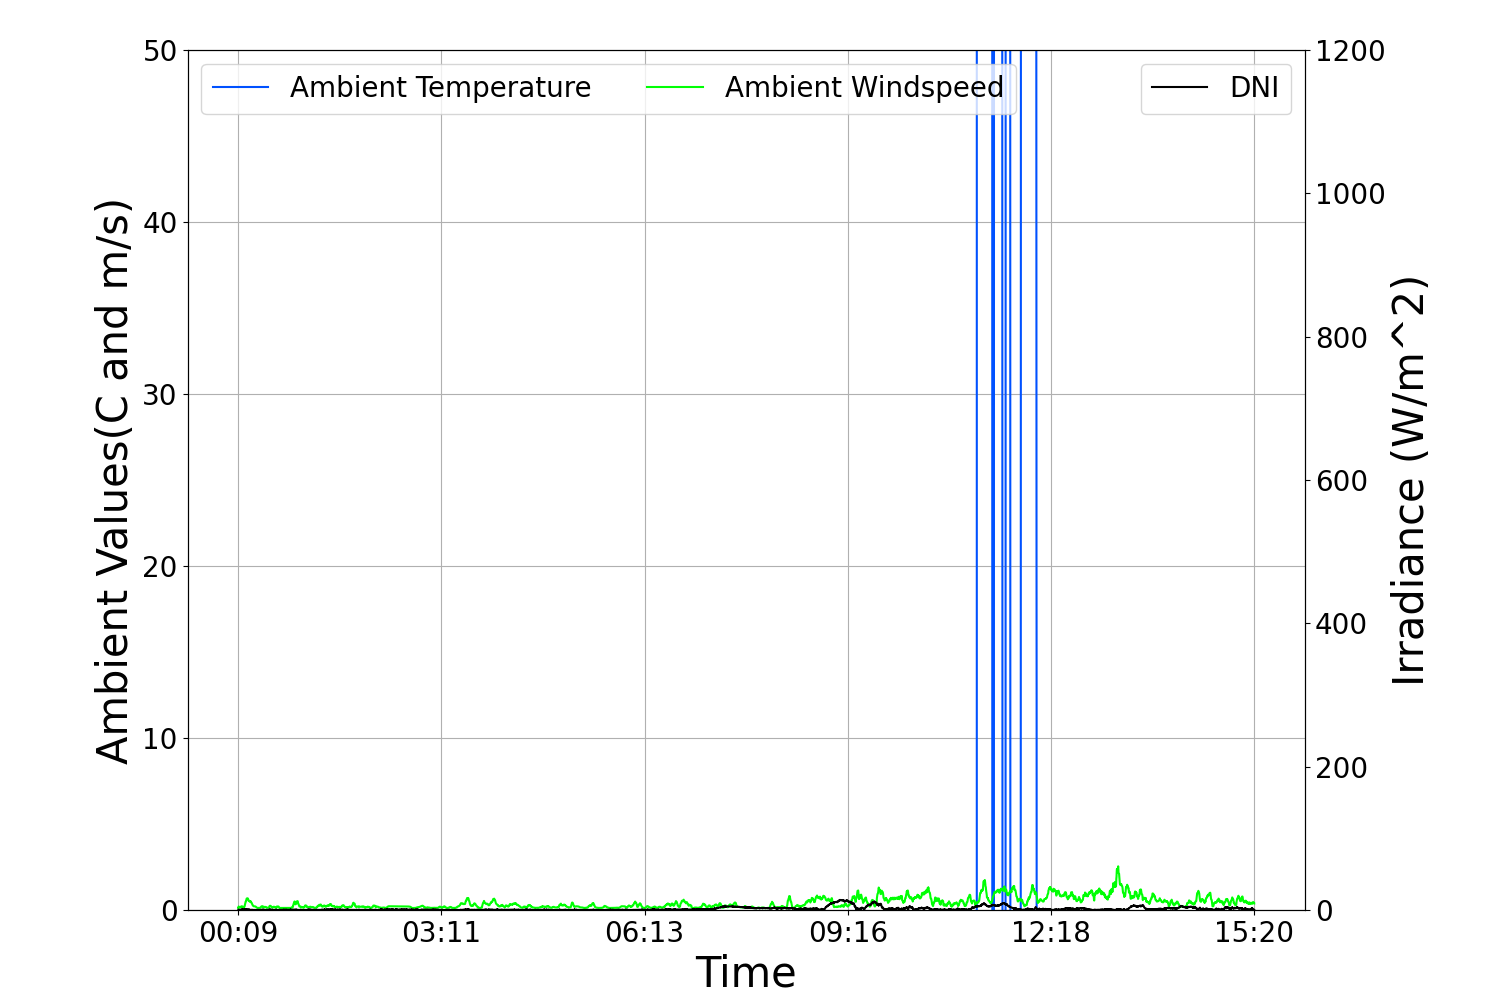 Ambient Temperature
Ambient Windspeed
DNI
50
40
30
20
10
0
Ambient Values(C and m/s)
1200
1000
800
600
400
200
0
Irradiance (W/m^2)
00:09 03:11 06:13 09:16 12:18 15:20
Time